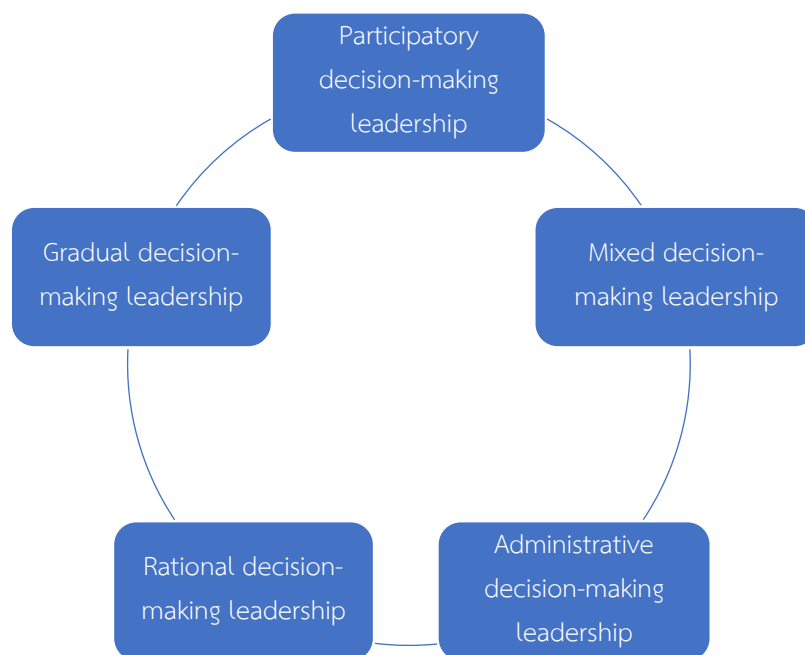 Participatory
decision-making
leadership
Gradual decision-
making leadership
Mixed decision-
making leadership
Rational decision-
making leadership
Administrative
decision-making
leadership